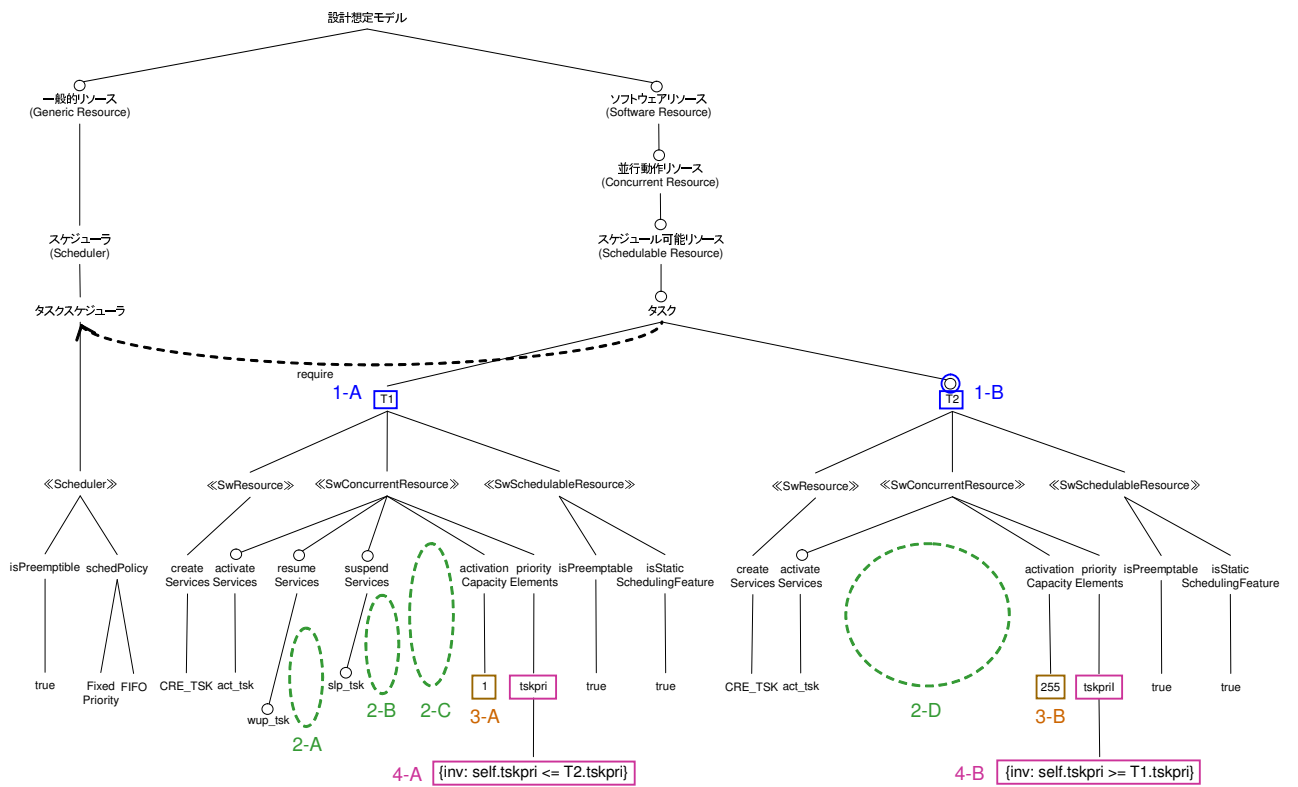 設計想定モデル
一般的リソース
(Generic Resource)
ソフトウェアリソース
(Software Resource)
並行動作リソース
(Concurrent Resource)
スケジューラ
(Scheduler)
スケジュール可能リソース
(Schedulable Resource)
タスクスケジューラ
タスク
require
1-A
T1
T2
1-B
≪Scheduler≫
≪SwResource≫
≪SwConcurrentResource≫
≪SwSchedulableResource≫
≪SwResource≫
≪SwConcurrentResource≫
≪SwSchedulableResource≫
isPreemptible
schedPolicy
create
Services
activate
Services
resume
Services
suspend
Services
activation
Capacity
priority
Elements
isPreemptable
isStatic
SchedulingFeature
create
Services
activate
Services
activation
Capacity
priority
Elements
isPreemptable
isStatic
SchedulingFeature
true
Fixed
Priority
FIFO
CRE_TSK
act_tsk
wup_tsk
slp_tsk
1
tskpri
true
true
CRE_TSK
act_tsk
255
tskpriI
true
true
2-A
2-B
2-C
3-A
2-D
3-B
4-A
{inv: self.tskpri <= T2.tskpri}
4-B
{inv: self.tskpri >= T1.tskpri}